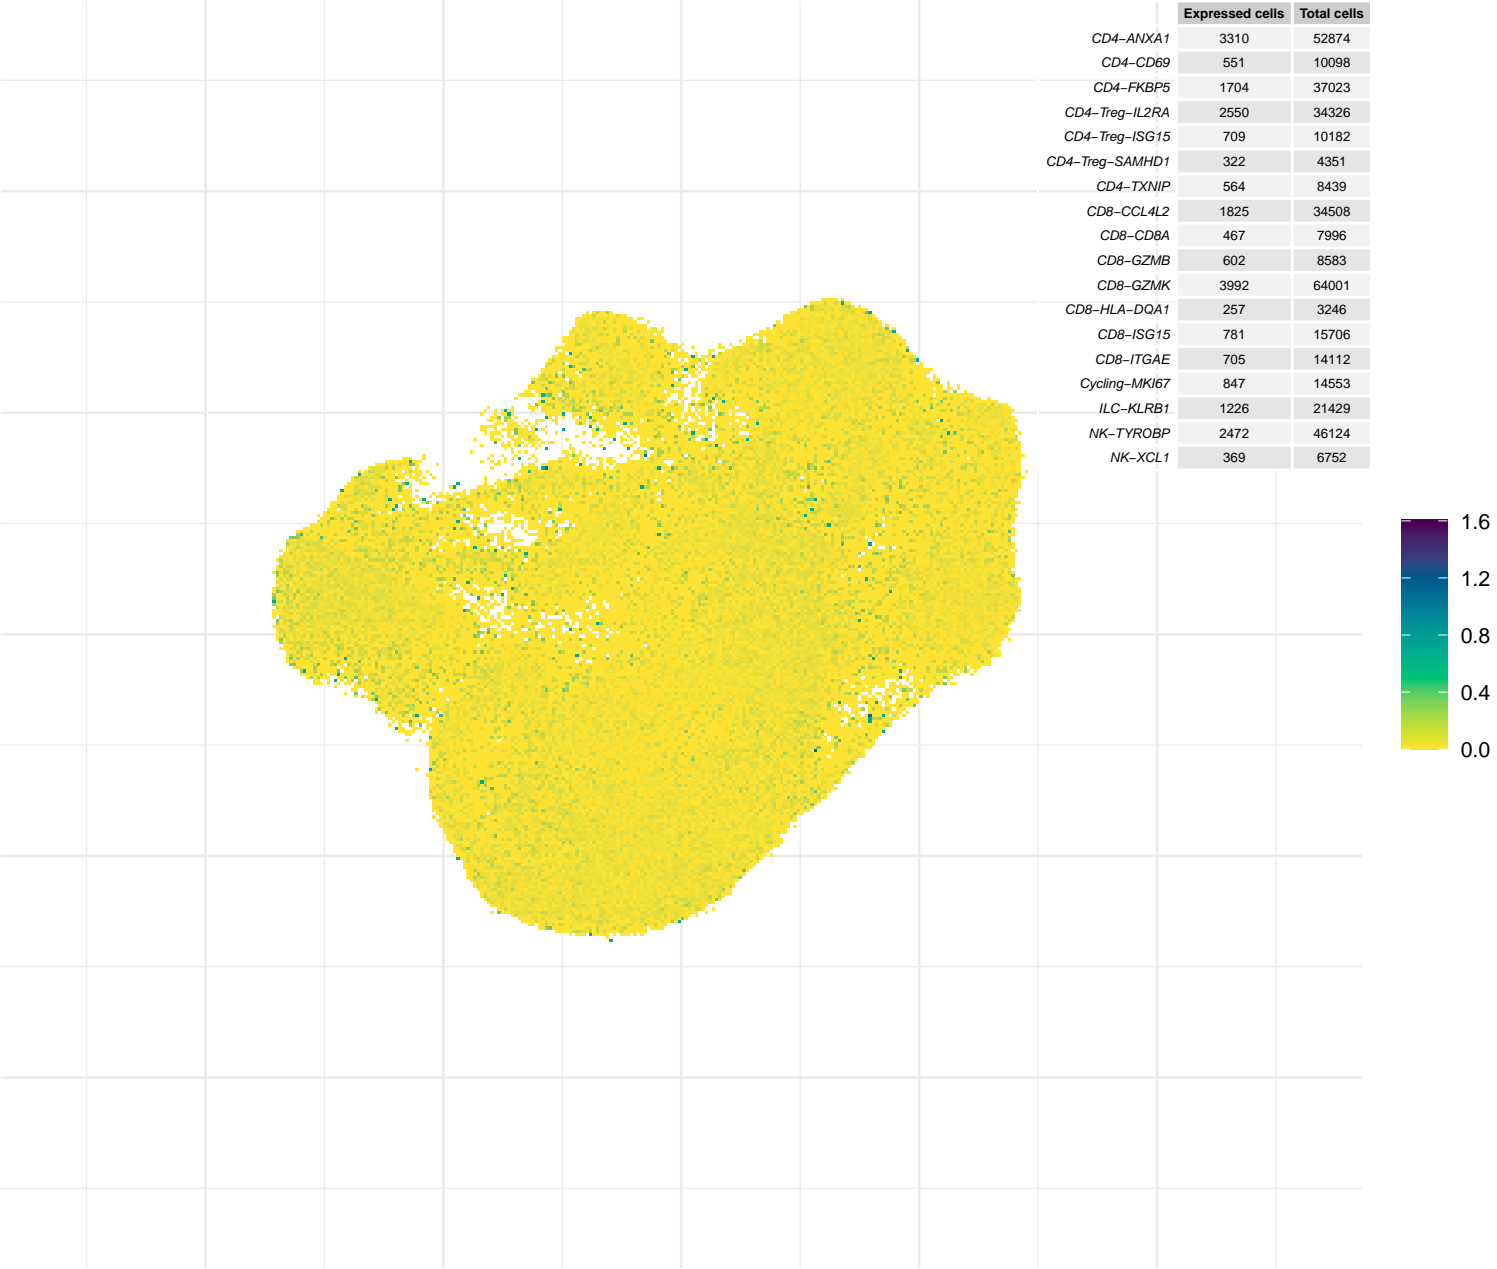 Expressed cells Total cells
CD4−ANXA1 3310 52874
CD4−CD69 551 10098
CD4−FKBP5 1704 37023
CD4−Treg−IL2RA 2550 34326
CD4−Treg−ISG15 709 10182
CD4−Treg−SAMHD1 322 4351
CD4−TXNIP 564 8439
CD8−CCL4L2 1825 34508
CD8−CD8A 467 7996
CD8−GZMB 602 8583
CD8−GZMK 3992 64001
CD8−HLA−DQA1 257 3246
CD8−ISG15 781 15706
CD8−ITGAE 705 14112
Cycling−MKI67 847 14553
ILC−KLRB1 1226 21429
NK−TYROBP 2472 46124
NK−XCL1 369 6752
1.6
1.2
0.8
0.4
0.0